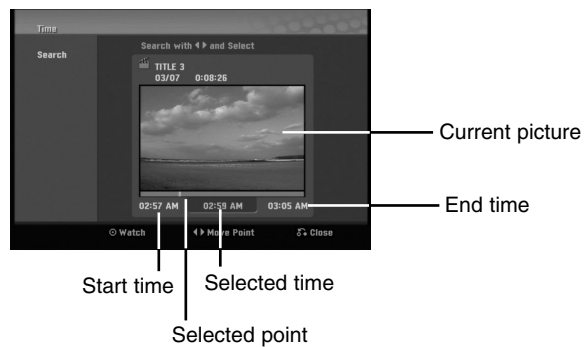 Time
Search
Search with ◄ ► and Select
TITLE 3
03/07 0:08:26
02:57 AM 02:59 AM 03:05 AM
⊙ Watch ◄ ► Move Point Close
Current picture
End time
Start time
Selected time
Selected point